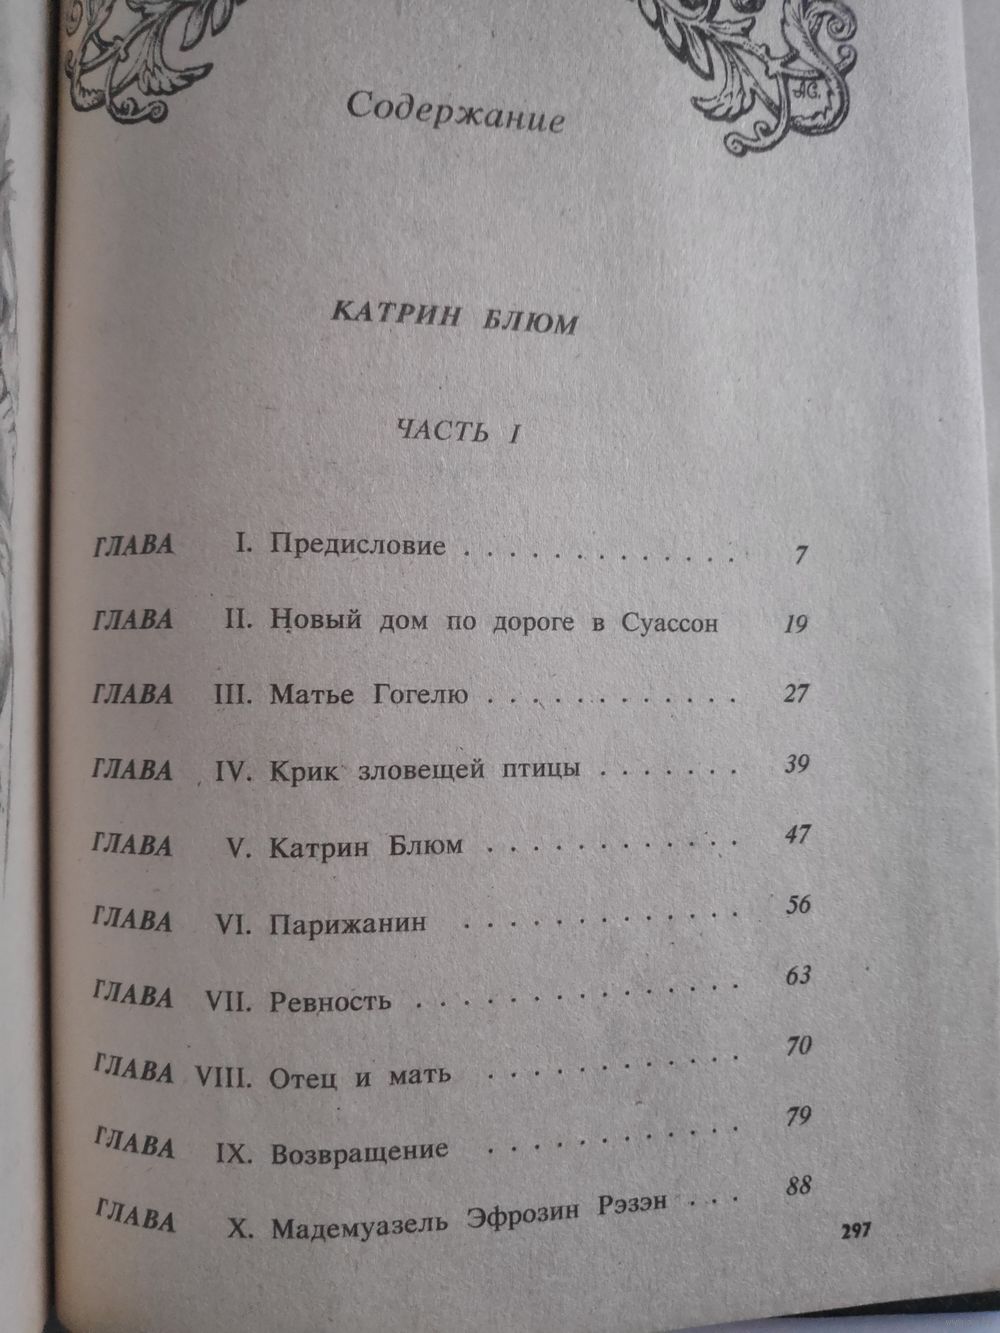 Содержание
КАТРИН БЛЮМ
ЧАСТЬ I
ГЛАВА I. Предисловие . . . . . . . . . . . . . 7
ГЛАВА II. Новый дом по дороге в Суассон 19
ГЛАВА III. Матье Гогелю . . . . . . . . . . . . 27
ГЛАВА IV. Крик зловещей птицы . . . . . . . 39
ГЛАВА V. Катрин Блюм . . . . . . . . . . . . 47
ГЛАВА VI. Парижанин . . . . . . . . . . . . . 56
ГЛАВА VII. Ревность . . . . . . . . . . . . . . . 63
ГЛАВА VIII. Отец и мать . . . . . . . . . . . . 70
ГЛАВА IX. Возвращение . . . . . . . . . . . . 79
ГЛАВА X. Мадемуазель Эфрозин Рэзэн . . . 88
297